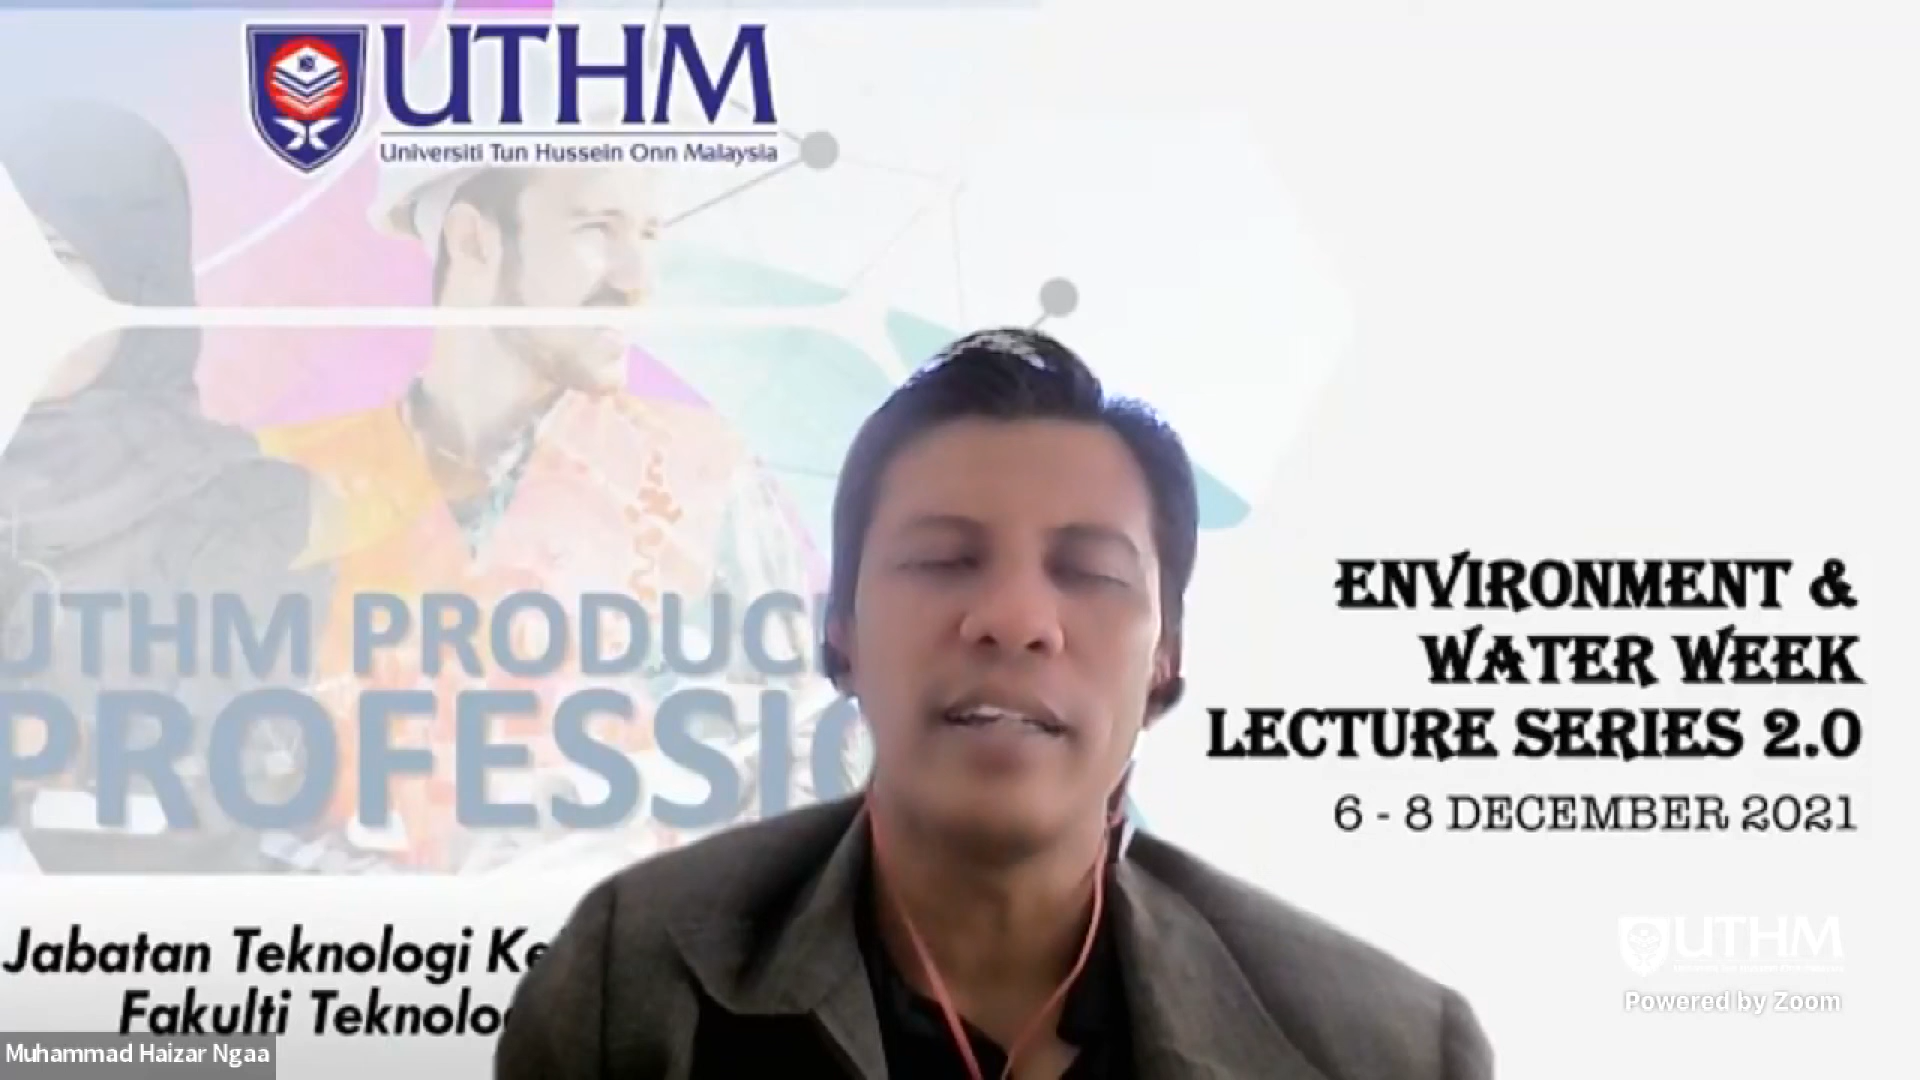 UTHM
Universiti Tun Hussein Onn Malaysia
UTHM PRODUC
PROFESSIO
ENVIRONMENT &
WATER WEEK
LECTURE SERIES 2.0
6 - 8 DECEMBER 2021
Jabatan Teknologi Ke
Fakulti Teknolo
Muhammad Haizar Ngaa
UTHM
Powered by Zoom